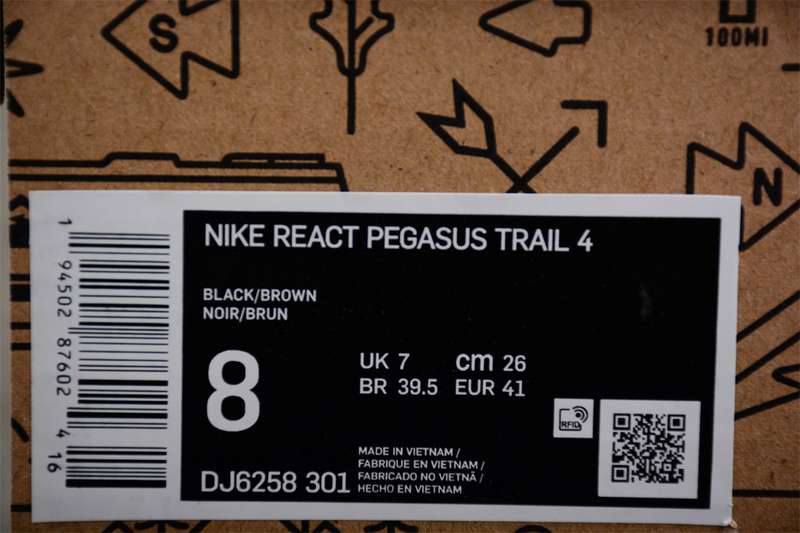 S
100MI
N
NIKE REACT PEGASUS TRAIL 4
BLACK/BROWN
NOIR/BRUN
8
UK 7 cm 26
BR 39.5 EUR 41
RFID
DJ6258 301
MADE IN VIETNAM /
FABRIQUE EN VIETNAM /
FABRICADO NO VIETNÃ /
HECHO EN VIETNAM
1 94502 87602 4 16